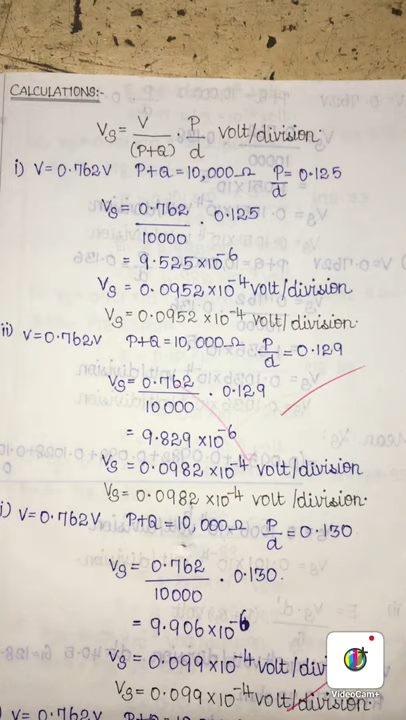 CALCULATIONS:-
Vg = V/(P+Q) · P/d volt/division·
i) V=0.762V P+Q=10,000Ω P/d = 0.125
Vg = 0.762/10000 · 0.125
= 9.525×10^-6
Vg = 0.0952×10^-4 volt/division
Vg = 0.0952×10^-4 volt/division·
ii) V=0.762V P+Q=10,000Ω P/d = 0.129
Vg = 0.762/10000 · 0.129
= 9.829×10^-6
Vg = 0.0982×10^-4 volt/division
Vg = 0.0982×10^-4 volt/division·
i) V=0.762V P+Q=10,000Ω P/d = 0.130
Vg = 0.762/10000 · 0.130·
= 9.906×10^-6
Vg = 0.099×10^-4 volt/divi
Vg = 0.099×10^-4 volt/division·
V= 0.762V
VideoCam+